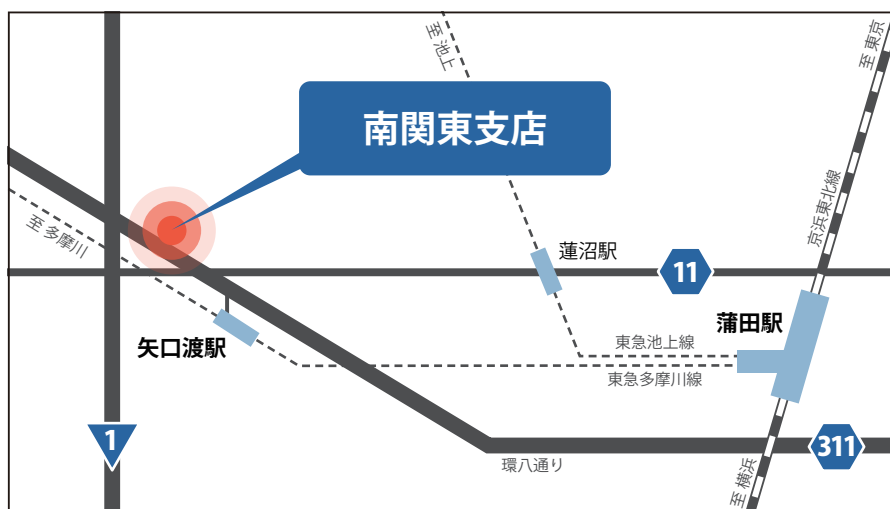 至 池上
至 東京
南関東支店
京浜東北線
至 多摩川
蓮沼駅
11
蒲田駅
矢口渡駅
東急池上線
東急多摩川線
1
311
環八通り
至 横浜